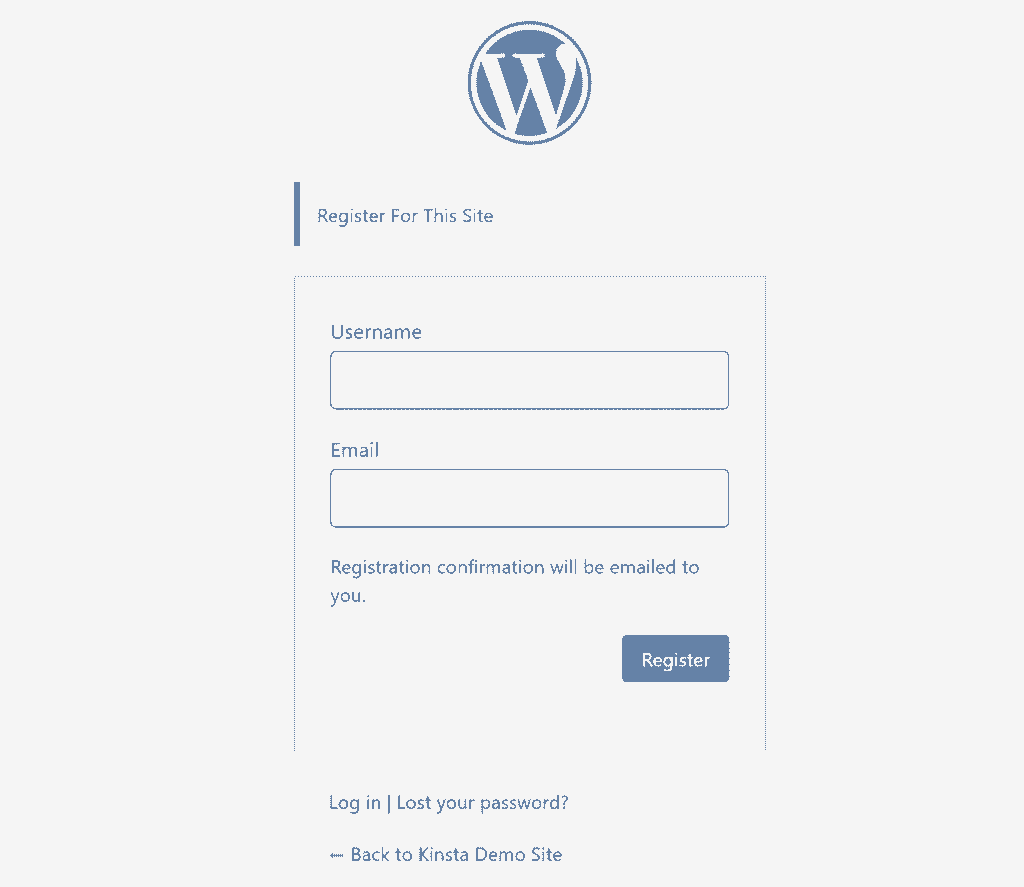 Register For This Site
Username
Email
Registration confirmation will be emailed to
you.
Register
Log in | Lost your password?
← Back to Kinsta Demo Site